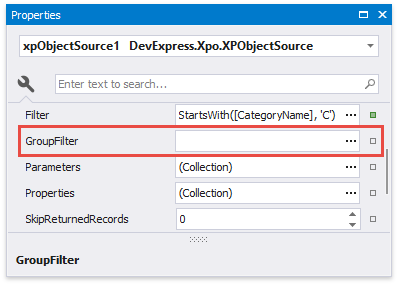 Properties
xpObjectSource1 DevExpress.Xpo.XPObjectSource
Enter text to search...
Filter StartsWith([CategoryName], 'C') ...
GroupFilter ...
Parameters (Collection) ...
Properties (Collection) ...
SkipReturnedRecords 0
GroupFilter